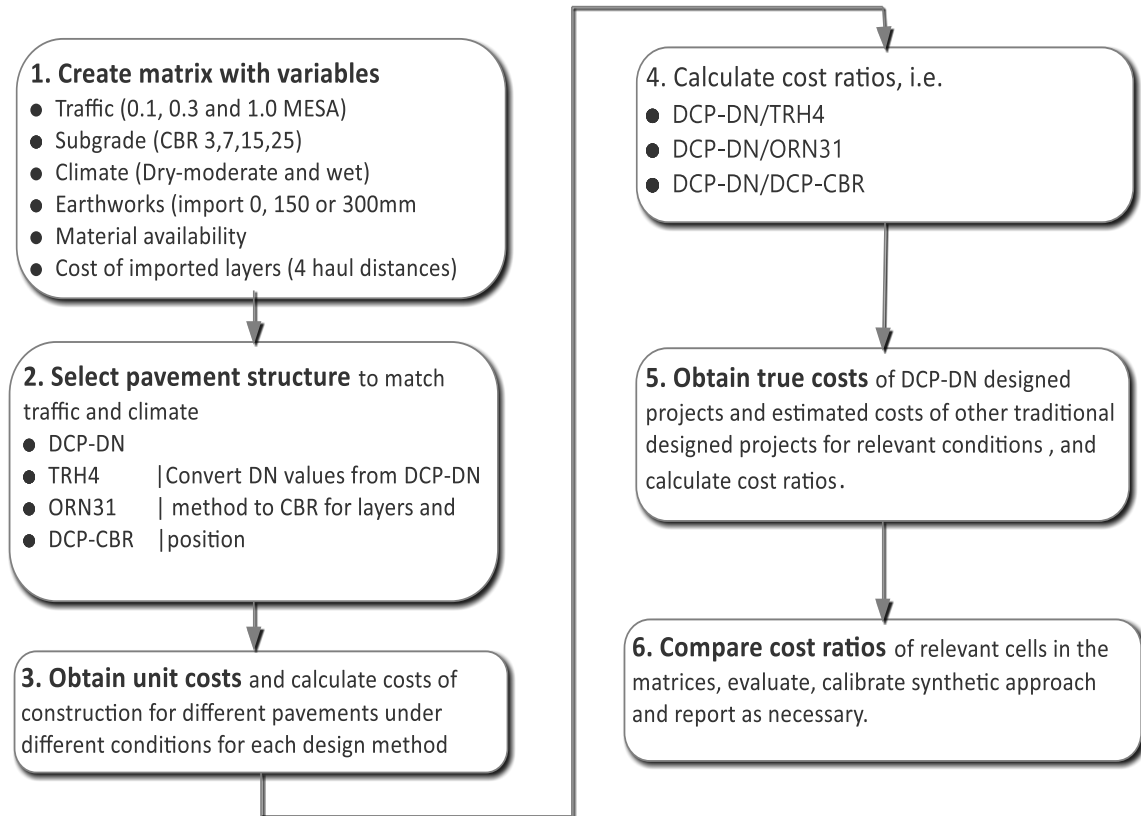 1. Create matrix with variables
● Traffic (0.1, 0.3 and 1.0 MESA)
● Subgrade (CBR 3,7,15,25)
● Climate (Dry-moderate and wet)
● Earthworks (import 0, 150 or 300mm
● Material availability
● Cost of imported layers (4 haul distances)
2. Select pavement structure to match
traffic and climate
● DCP-DN
● TRH4 |Convert DN values from DCP-DN
● ORN31 | method to CBR for layers and
● DCP-CBR |position
3. Obtain unit costs and calculate costs of
construction for different pavements under
different conditions for each design method
4. Calculate cost ratios, i.e.
● DCP-DN/TRH4
● DCP-DN/ORN31
● DCP-DN/DCP-CBR
5. Obtain true costs of DCP-DN designed
projects and estimated costs of other traditional
designed projects for relevant conditions , and
calculate cost ratios.
6. Compare cost ratios of relevant cells in the
matrices, evaluate, calibrate synthetic approach
and report as necessary.